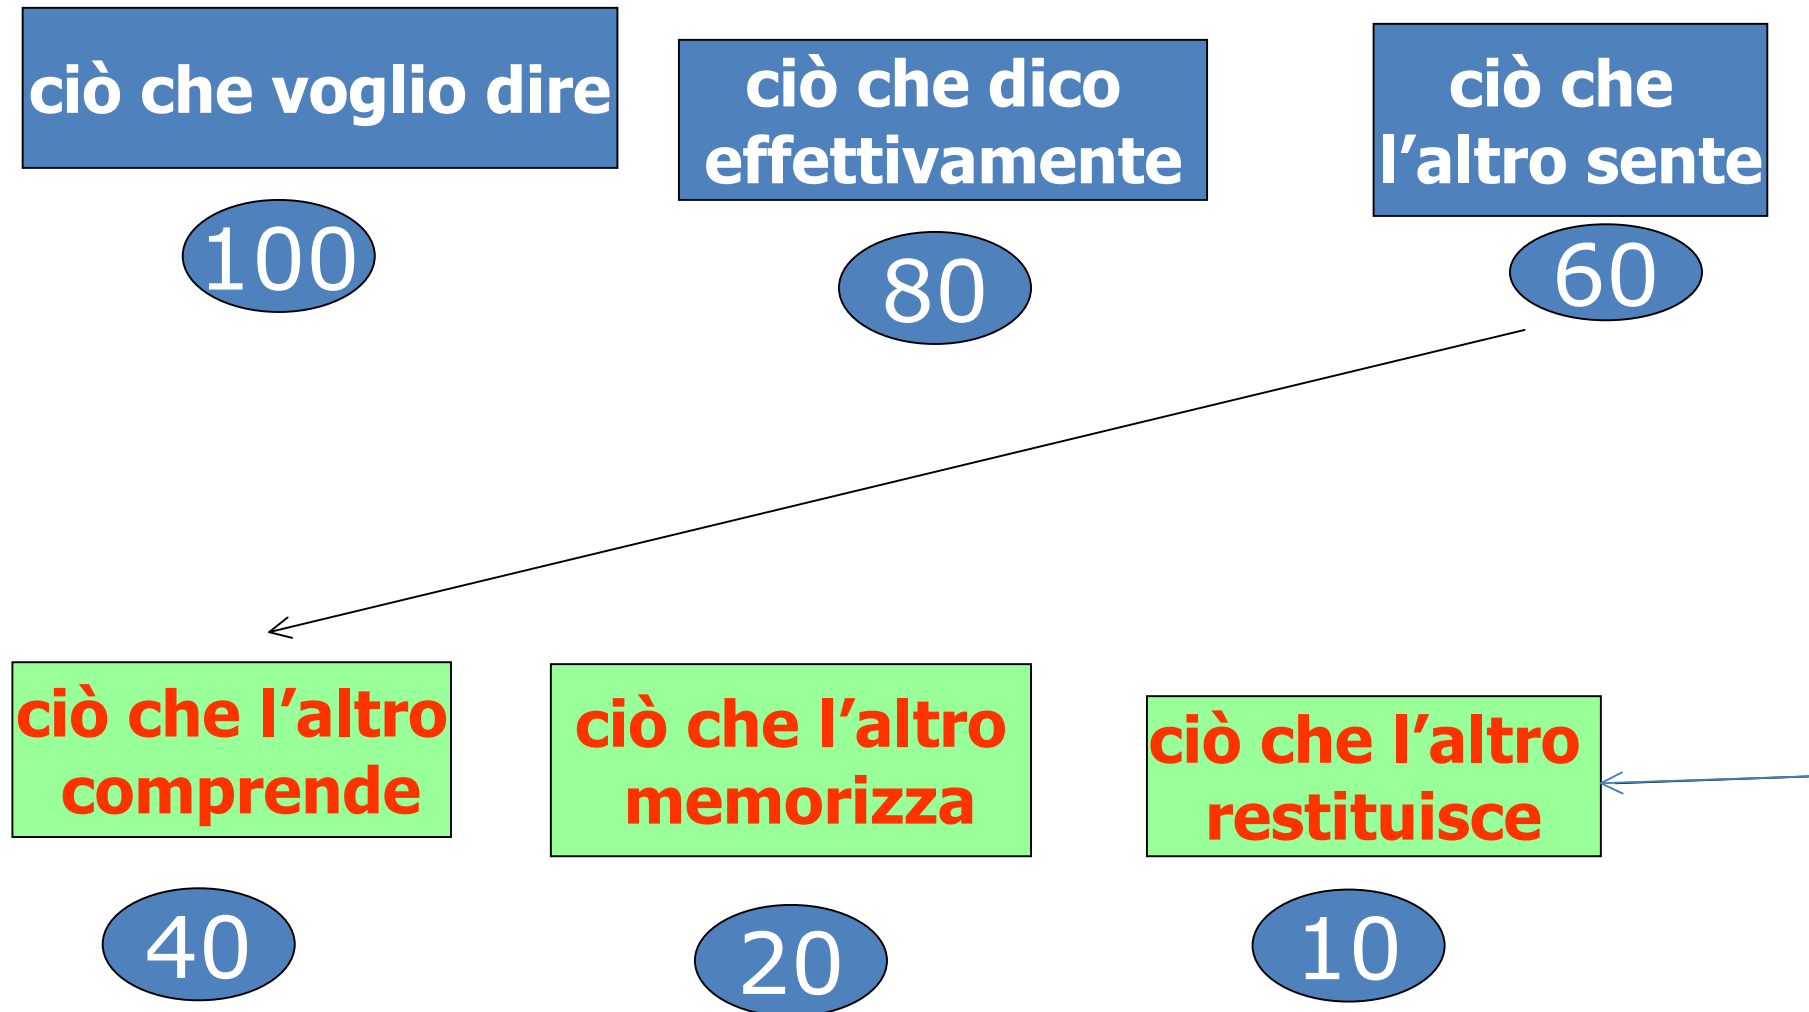 ciò che voglio dire
100
ciò che dico
effettivamente
80
ciò che
l’altro sente
60
ciò che l’altro
comprende
40
ciò che l’altro
memorizza
20
ciò che l’altro
restituisce
10